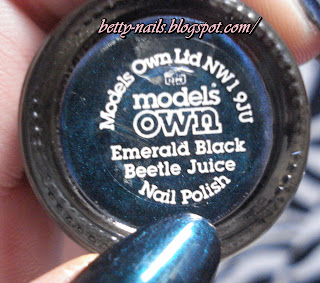 betty-nails.blogspot.com/
Models Own Ltd NW1 9JU
models
own
Emerald Black
Beetle Juice
Nail Polish